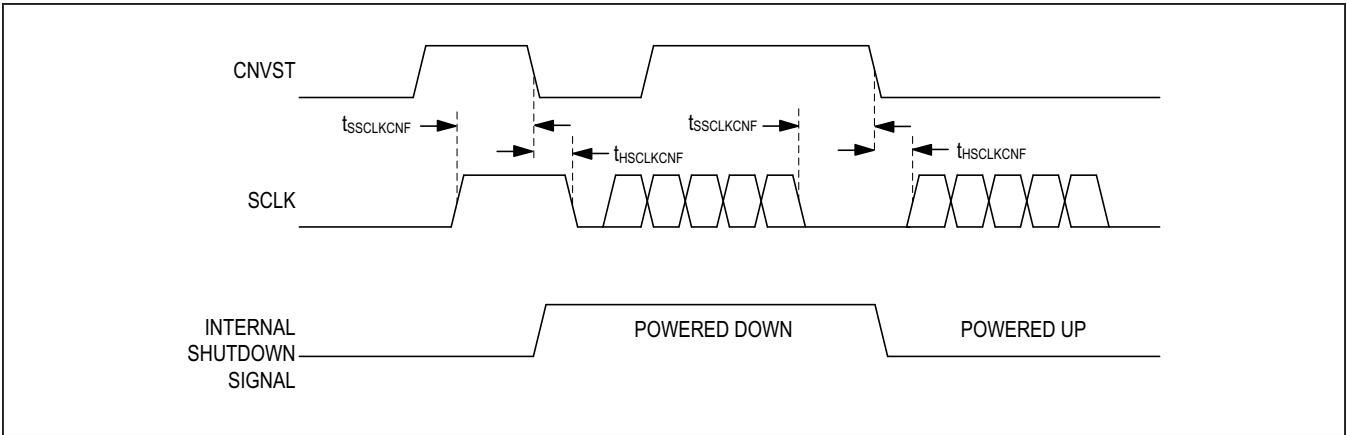 CNVST
tSSCLKCNF
tSSCLKCNF
tHSCLKCNF
tHSCLKCNF
SCLK
INTERNAL
SHUTDOWN
SIGNAL
POWERED DOWN
POWERED UP